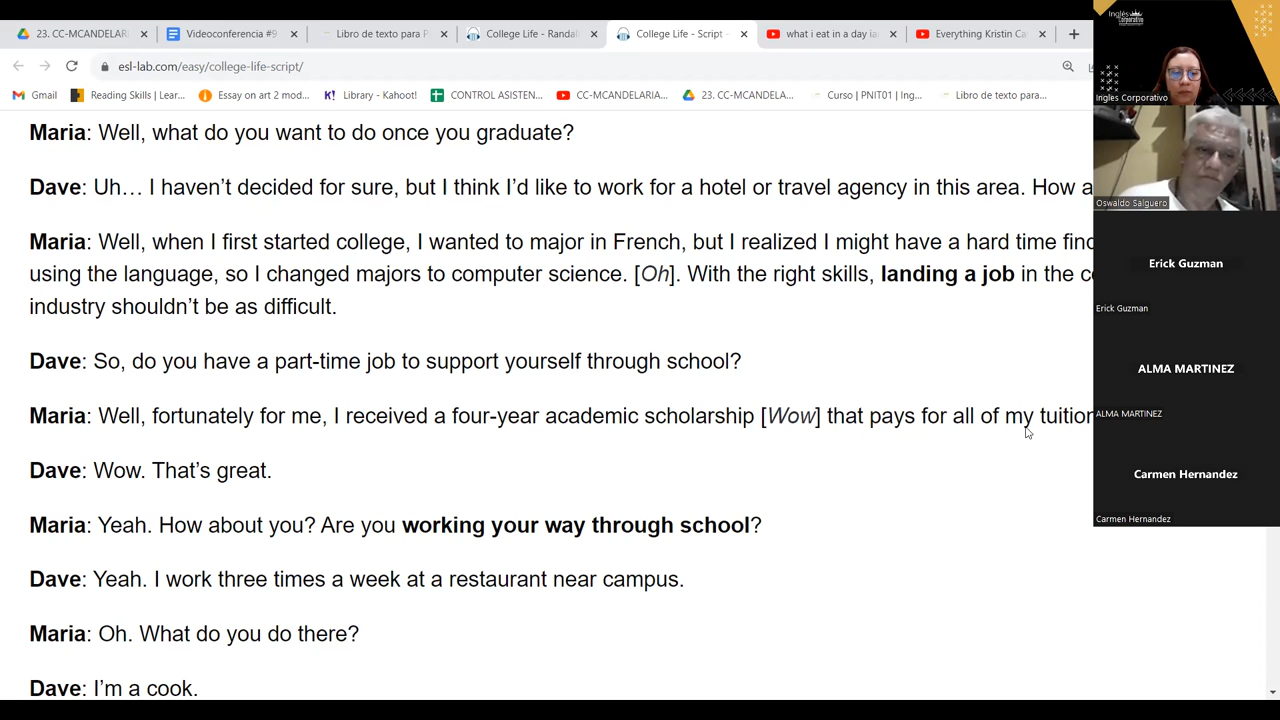 23. CC-MCANDELARI
Videoconferencia #9
Libro de texto para
College Life - Randal
College Life - Script -
what i eat in a day la
Everything Kristin Ca
esl-lab.com/easy/college-life-script/
Gmail
Reading Skills | Lear...
Essay on art 2 mod...
Library - Kahoot
CONTROL ASISTEN...
CC-MCANDELARIA...
23. CC-MCANDELA...
Curso | PNIT01 | Ing...
Libro de texto para...
Maria: Well, what do you want to do once you graduate?
Dave: Uh… I haven't decided for sure, but I think I'd like to work for a hotel or travel agency in this area. How a
Maria: Well, when I first started college, I wanted to major in French, but I realized I might have a hard time find
using the language, so I changed majors to computer science. [Oh]. With the right skills, landing a job in the c
industry shouldn't be as difficult.
Dave: So, do you have a part-time job to support yourself through school?
Maria: Well, fortunately for me, I received a four-year academic scholarship [Wow] that pays for all of my tuition
Dave: Wow. That's great.
Maria: Yeah. How about you? Are you working your way through school?
Dave: Yeah. I work three times a week at a restaurant near campus.
Maria: Oh. What do you do there?
Dave: I'm a cook.
Inglés
Corporativo
Ingles Corporativo
Oswaldo Salguero
Erick Guzman
Erick Guzman
ALMA MARTINEZ
ALMA MARTINEZ
Carmen Hernandez
Carmen Hernandez